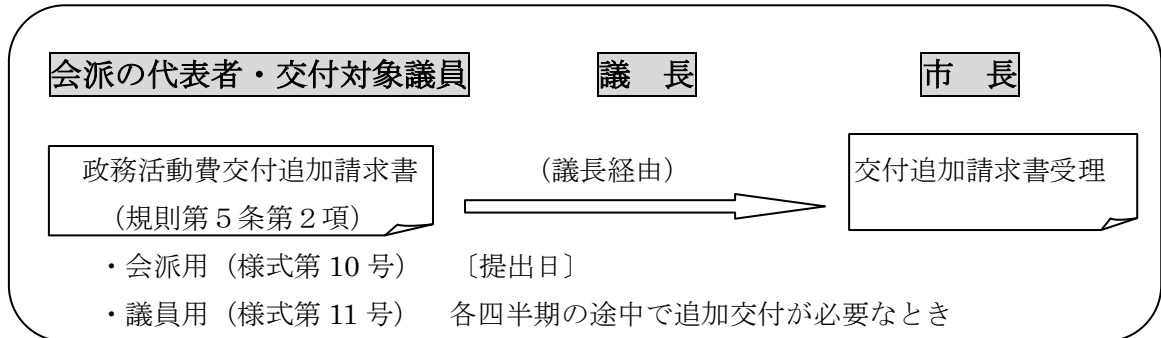 会派の代表者・交付対象議員　議　長　市　長
政務活動費交付追加請求書　（議長経由）　交付追加請求書受理
（規則第５条第２項）
・会派用（様式第 10 号）　〔提出日〕
・議員用（様式第 11 号）　各四半期の途中で追加交付が必要なとき